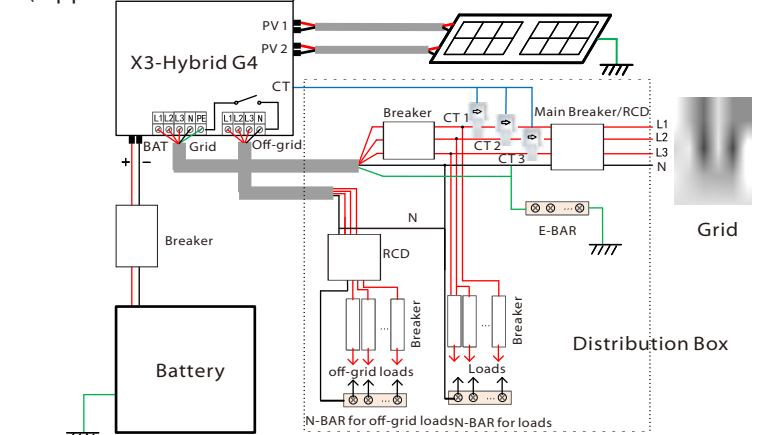 PV 1
PV 2
X3-Hybrid G4
CT
L1 L2 L3 N PE
L1 L2 L3 N
BAT
Grid
Off-grid
+
−
Breaker
CT 1
CT 2
CT 3
Main Breaker/RCD
L1
L2
L3
N
Grid
E-BAR
N
Breaker
RCD
Breaker
Breaker
Distribution Box
Battery
off-grid loads
Loads
N-BAR for off-grid loads
N-BAR for loads